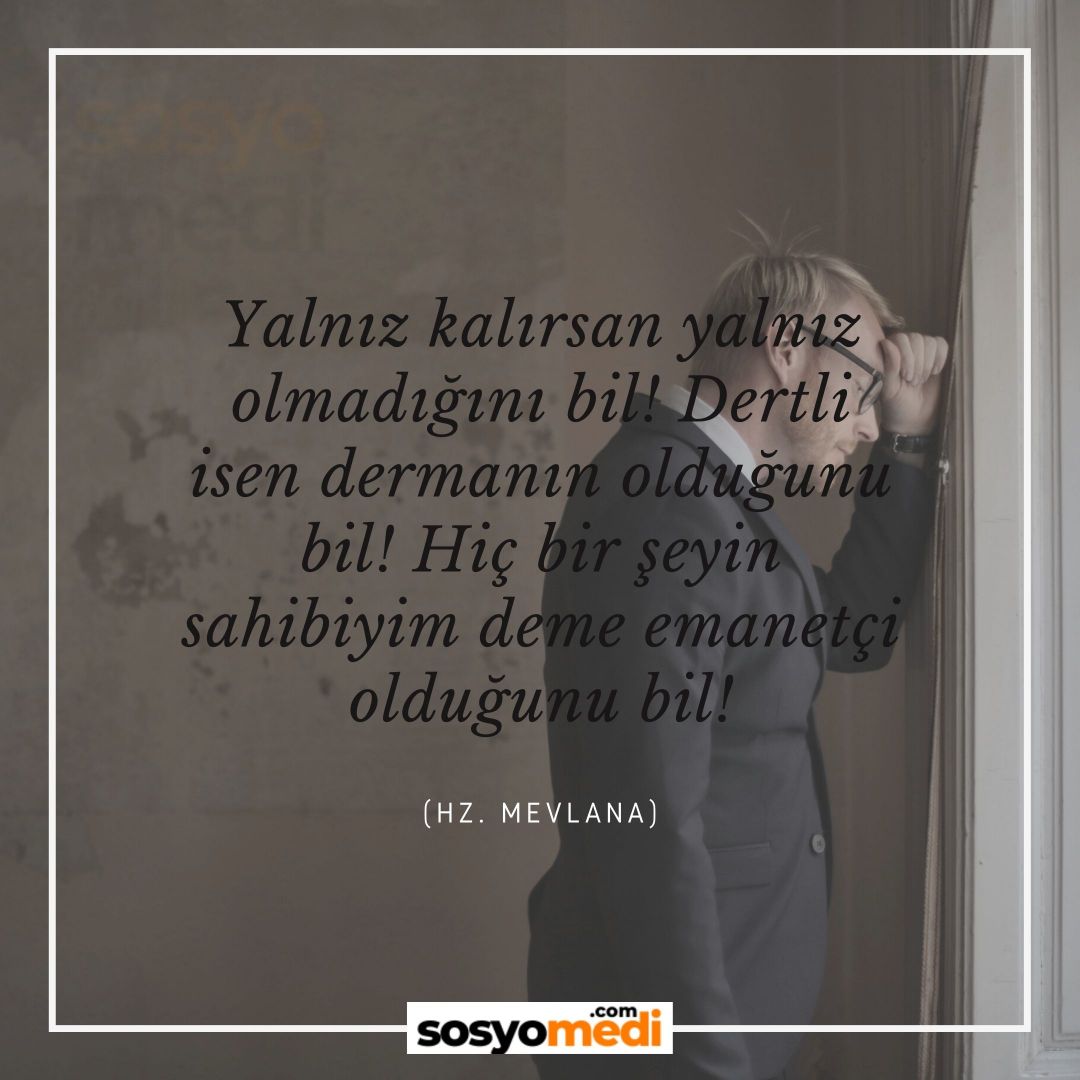 sosyo
medi
Yalnız kalırsan yalnız
olmadığını bil! Dertli
isen dermanın olduğunu
bil! Hiç bir şeyin
sahibiyim deme emanetçi
olduğunu bil!
(HZ. MEVLANA)
.com
sosyomedi